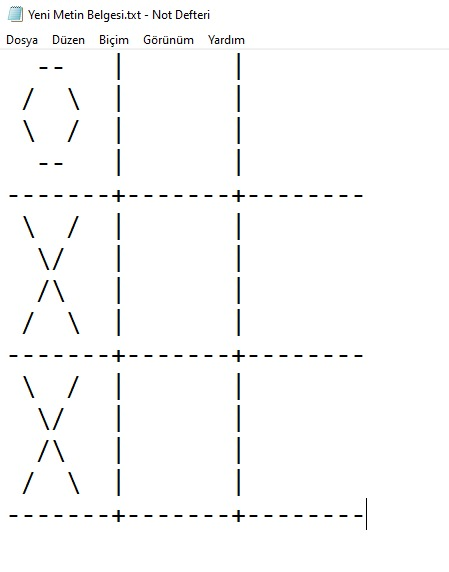 Yeni Metin Belgesi.txt - Not Defteri
Dosya Düzen Biçim Görünüm Yardım
  --   |       |
 /  \  |       |
 \  /  |       |
  --   |       |
-------+-------+--------
 \  /  |       |
  \/   |       |
  /\   |       |
 /  \  |       |
-------+-------+--------
 \  /  |       |
  \/   |       |
  /\   |       |
 /  \  |       |
-------+-------+--------